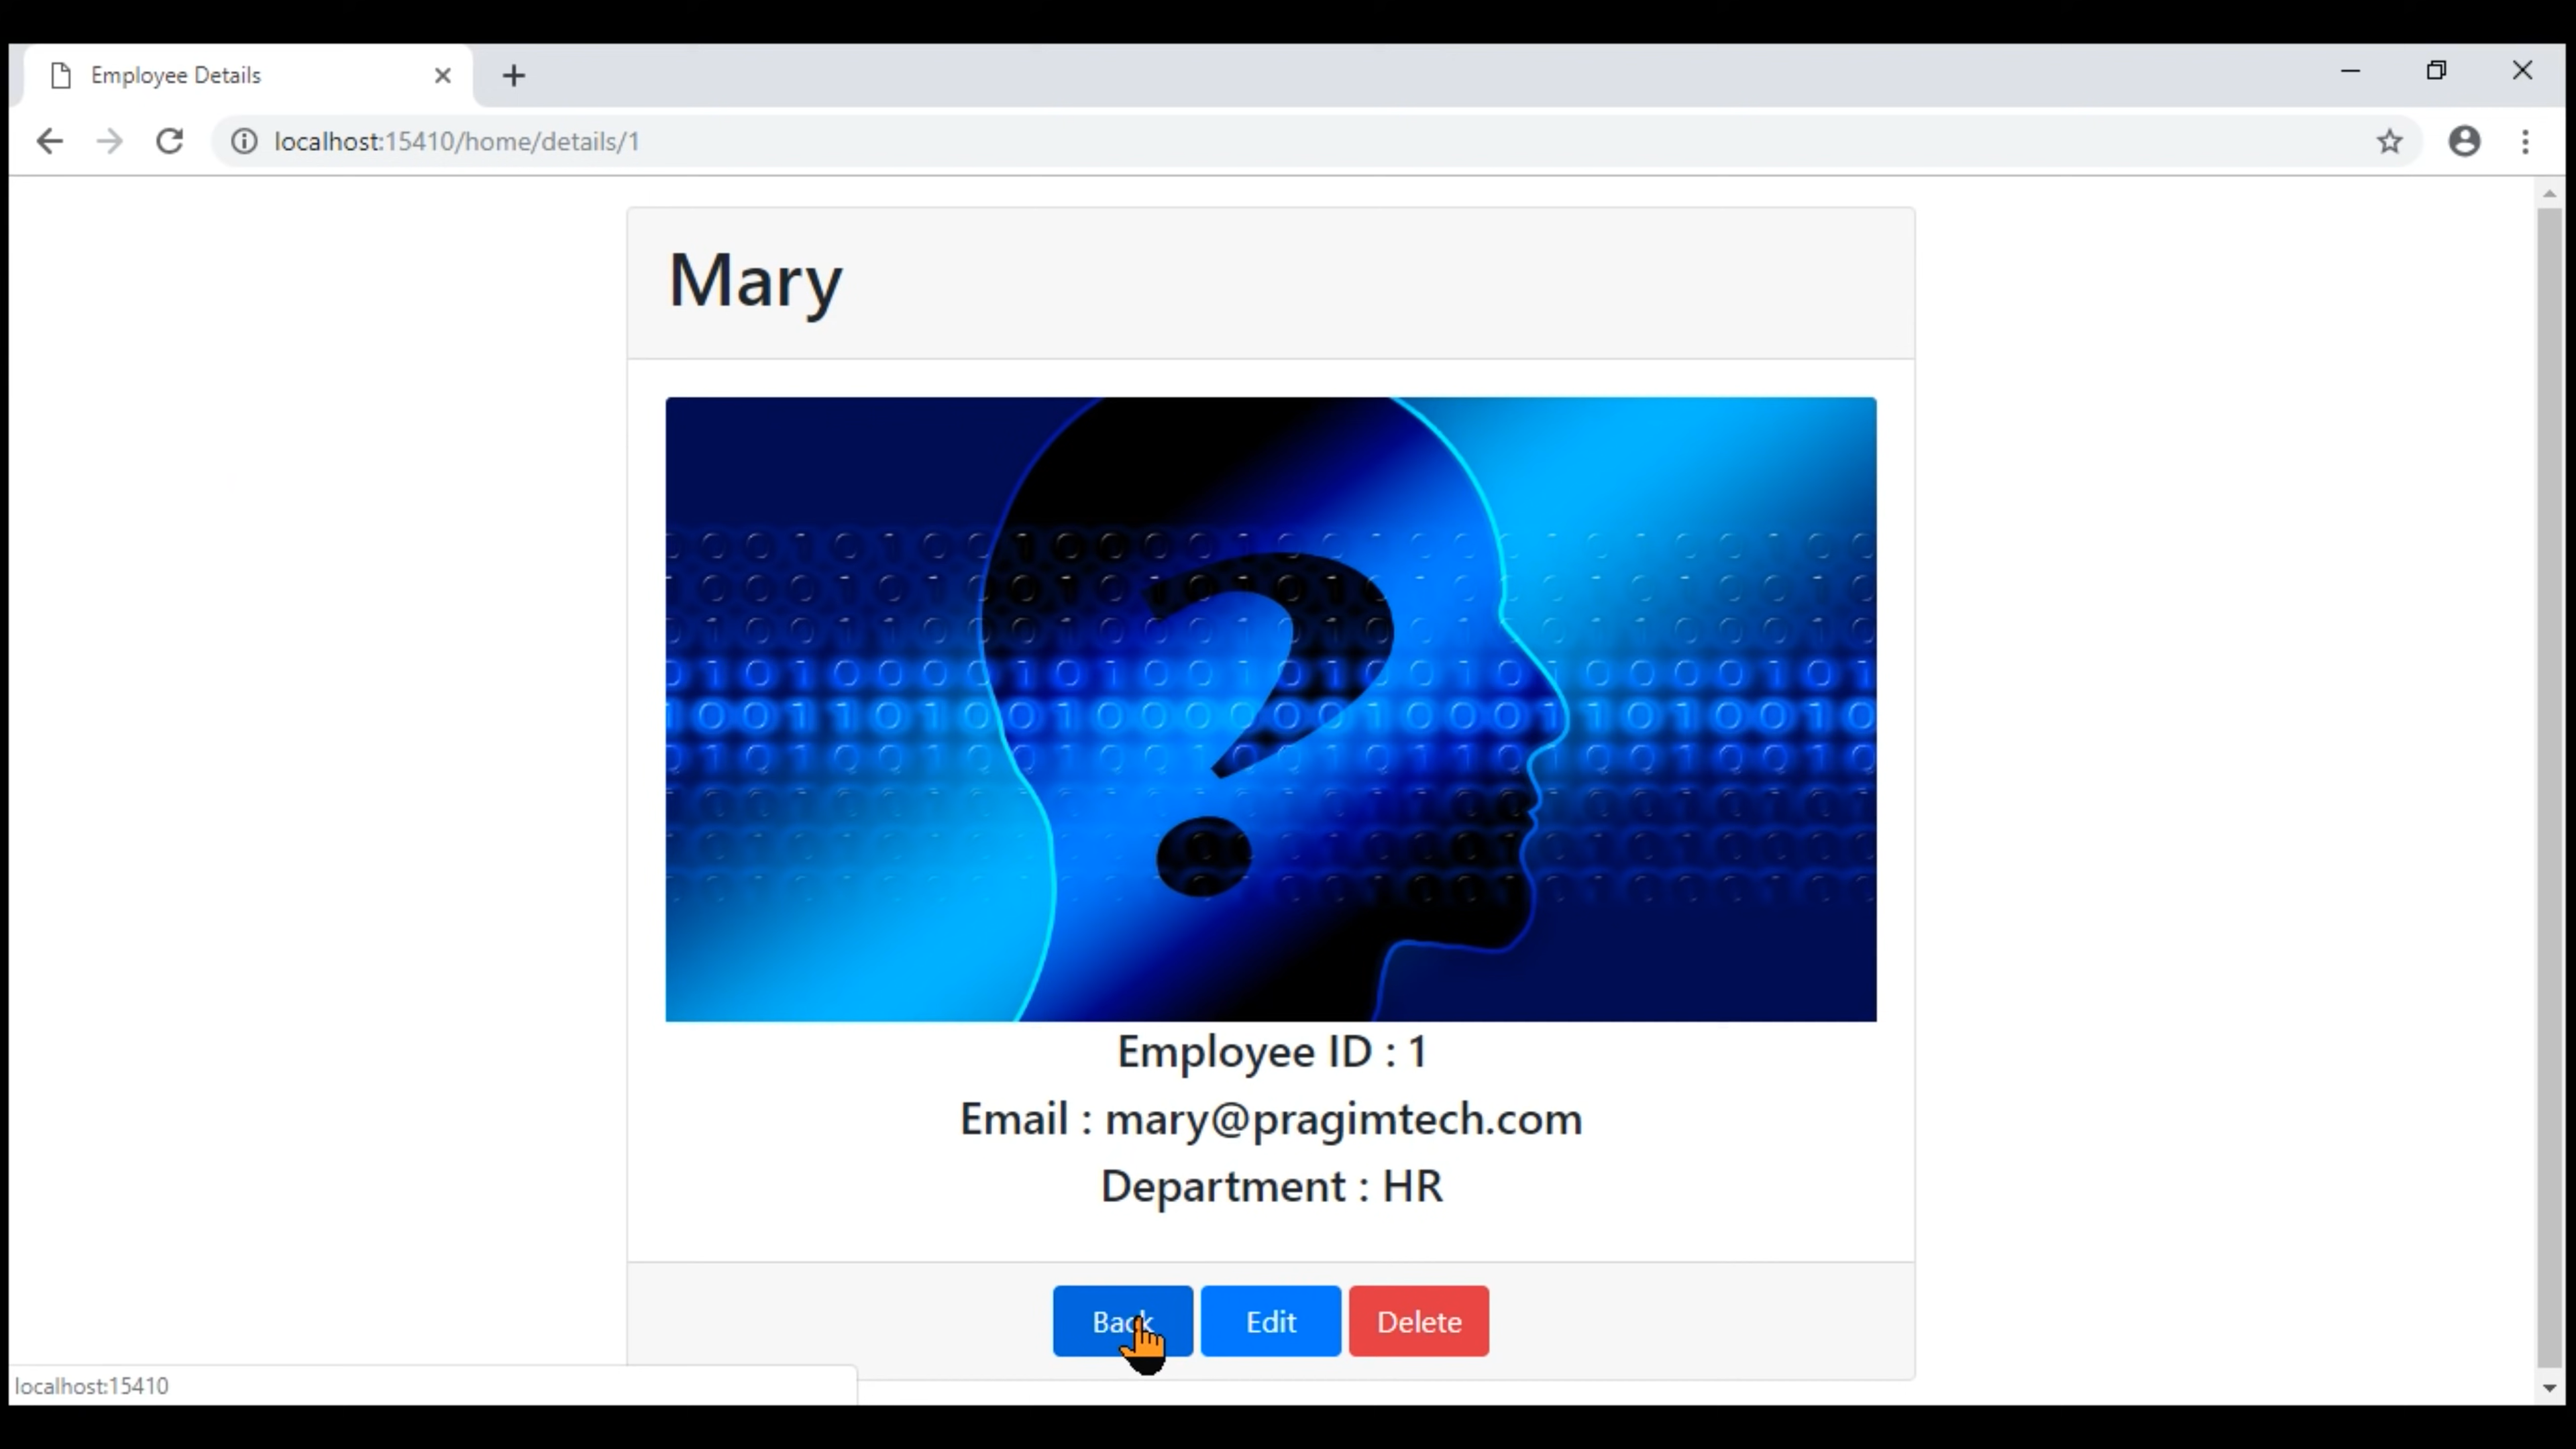 Employee Details
localhost:15410/home/details/1
Mary
Employee ID : 1
Email : mary@pragimtech.com
Department : HR
Back Edit Delete
localhost:15410